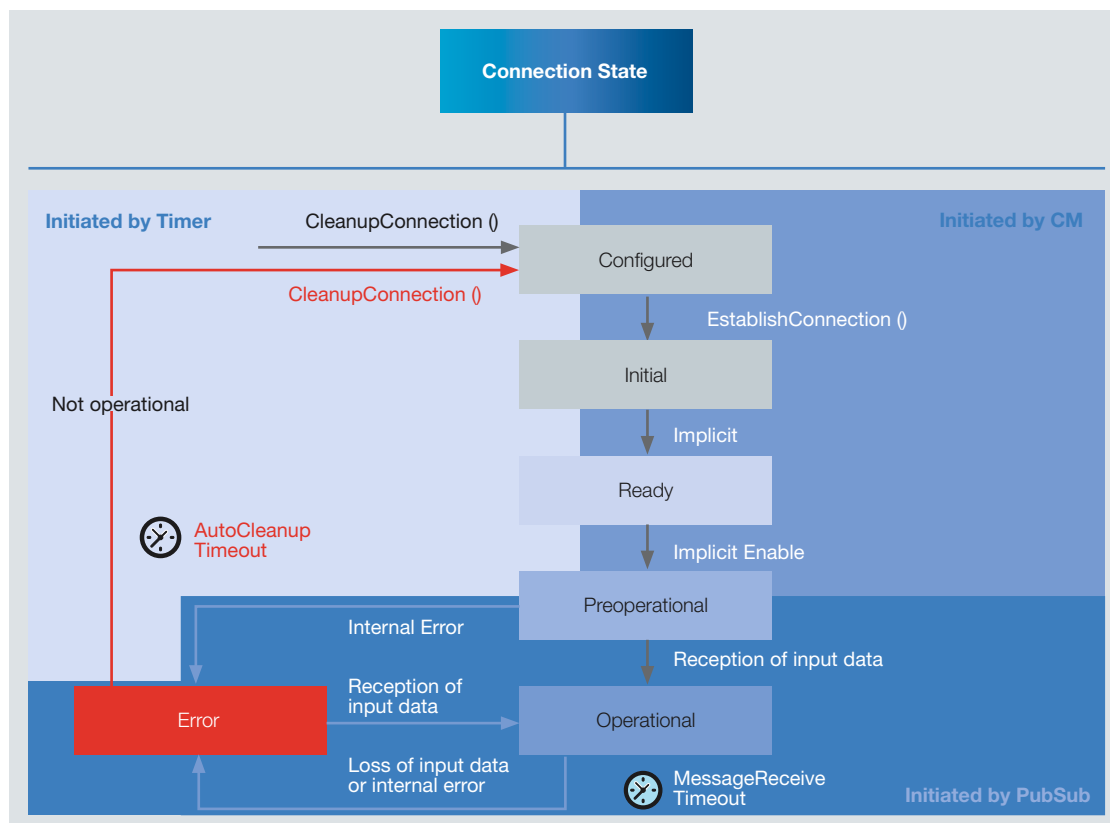 Connection State
Initiated by Timer
CleanupConnection ()
Initiated by CM
Configured
CleanupConnection ()
EstablishConnection ()
Initial
Not operational
Implicit
Ready
AutoCleanup
Timeout
Implicit Enable
Preoperational
Internal Error
Reception of input data
Reception of
input data
Error
Operational
Loss of input data
or internal error
MessageReceive
Timeout
Initiated by PubSub